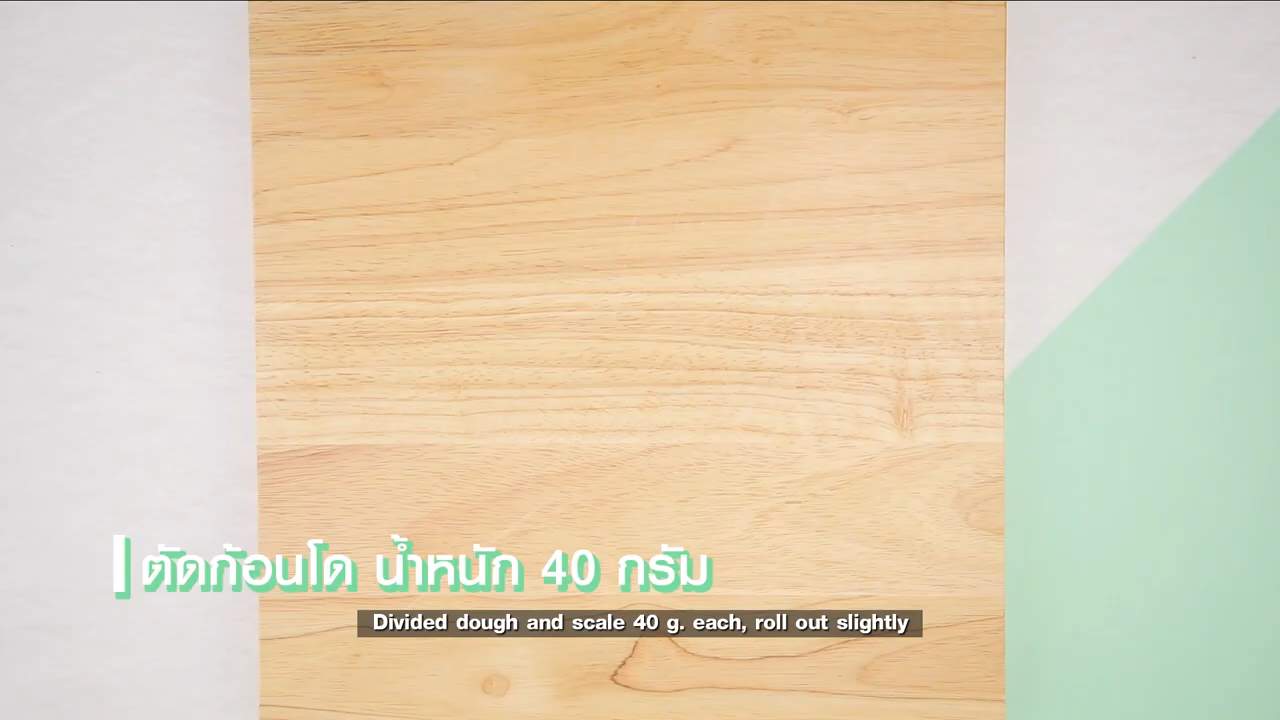 ตัดก้อนโด น้ำหนัก 40 กรัม
Divided dough and scale 40 g. each, roll out slightly